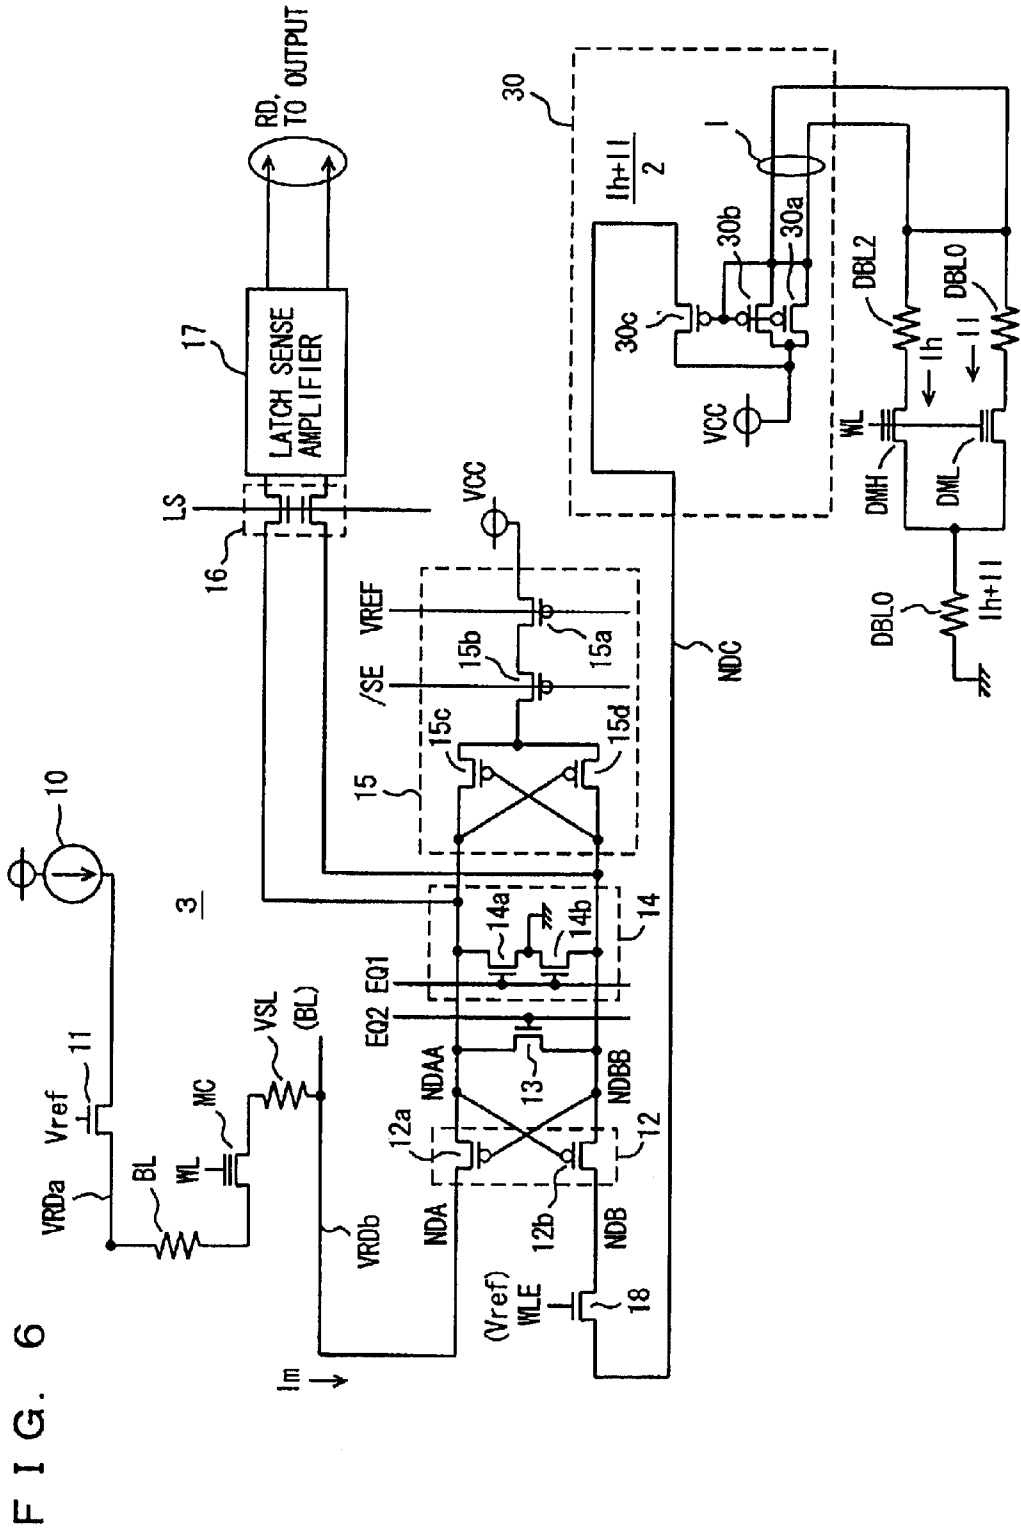 FIG. 6
10
11
Vref
VRDa
BL
WL
MC
VSL
(BL)
VRDb
Im
3
RD,
TO OUTPUT
17
LATCH SENSE
AMPLIFIER
16
LS
15
VCC
VREF
/SE
15a
15b
15c
15d
14
14a
14b
EQ1
EQ2
13
NDAA
NDBB
12
12a
12b
NDA
NDB
(Vref)
WLE
18
NDC
30
Ih+Il
2
1
30a
30b
30c
VCC
WL
DMH
DML
DBL2
DBL0
Ih
Il
DBL0
Ih+Il